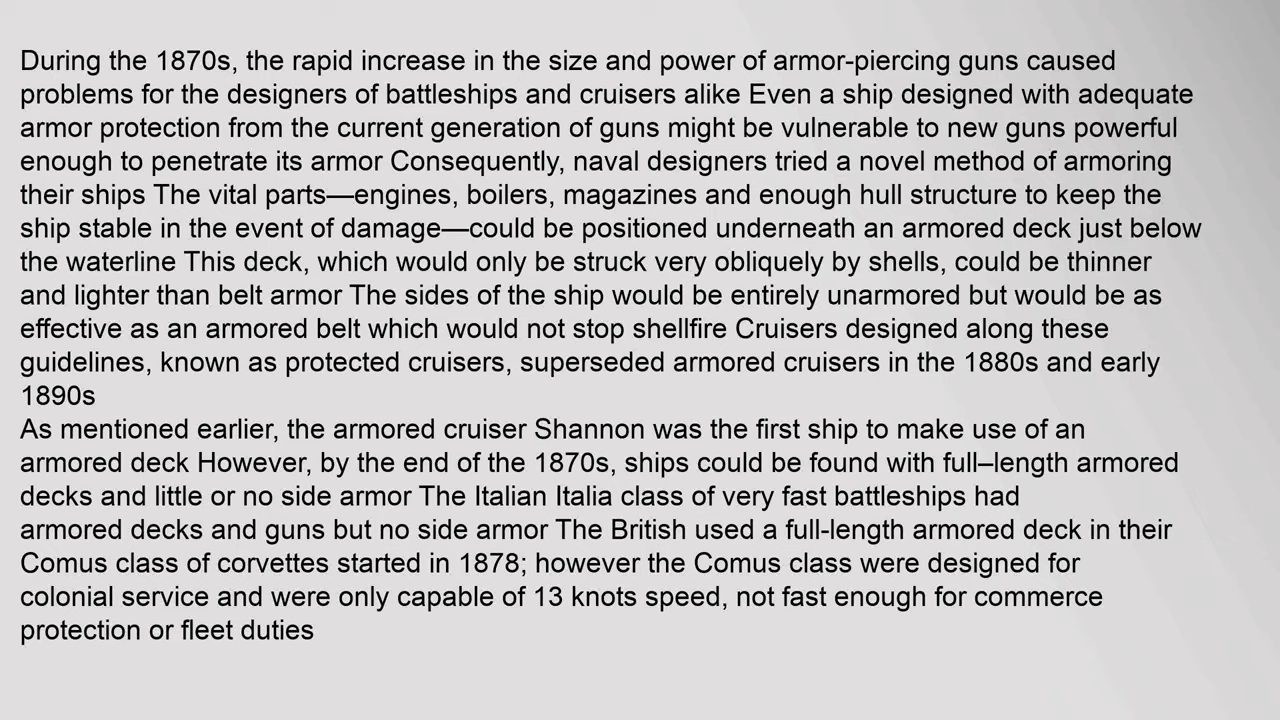 During the 1870s, the rapid increase in the size and power of armor-piercing guns caused
problems for the designers of battleships and cruisers alike Even a ship designed with adequate
armor protection from the current generation of guns might be vulnerable to new guns powerful
enough to penetrate its armor Consequently, naval designers tried a novel method of armoring
their ships The vital parts—engines, boilers, magazines and enough hull structure to keep the
ship stable in the event of damage—could be positioned underneath an armored deck just below
the waterline This deck, which would only be struck very obliquely by shells, could be thinner
and lighter than belt armor The sides of the ship would be entirely unarmored but would be as
effective as an armored belt which would not stop shellfire Cruisers designed along these
guidelines, known as protected cruisers, superseded armored cruisers in the 1880s and early
1890s
As mentioned earlier, the armored cruiser Shannon was the first ship to make use of an
armored deck However, by the end of the 1870s, ships could be found with full–length armored
decks and little or no side armor The Italian Italia class of very fast battleships had
armored decks and guns but no side armor The British used a full-length armored deck in their
Comus class of corvettes started in 1878; however the Comus class were designed for
colonial service and were only capable of 13 knots speed, not fast enough for commerce
protection or fleet duties